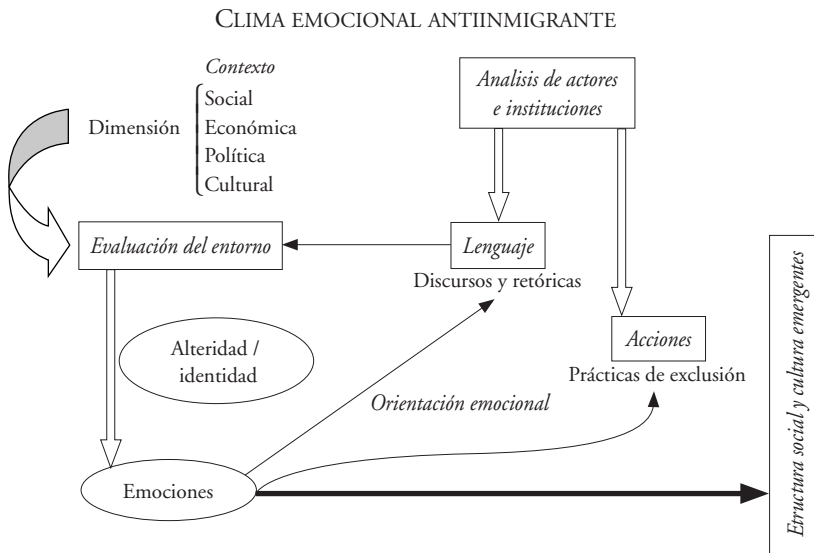 CLIMA EMOCIONAL ANTIINMIGRANTE
Contexto
Dimensión
Social
Económica
Política
Cultural
Analisis de actores
e instituciones
Evaluación del entorno
Lenguaje
Discursos y retóricas
Alteridad /
identidad
Acciones
Prácticas de exclusión
Orientación emocional
Emociones
Etructura social y cultura emergentes